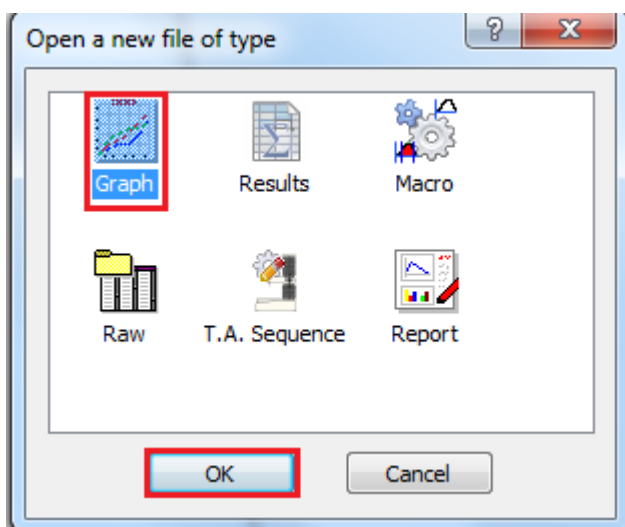 Open a new file of type
Graph Results Macro
Raw T.A. Sequence Report
OK Cancel